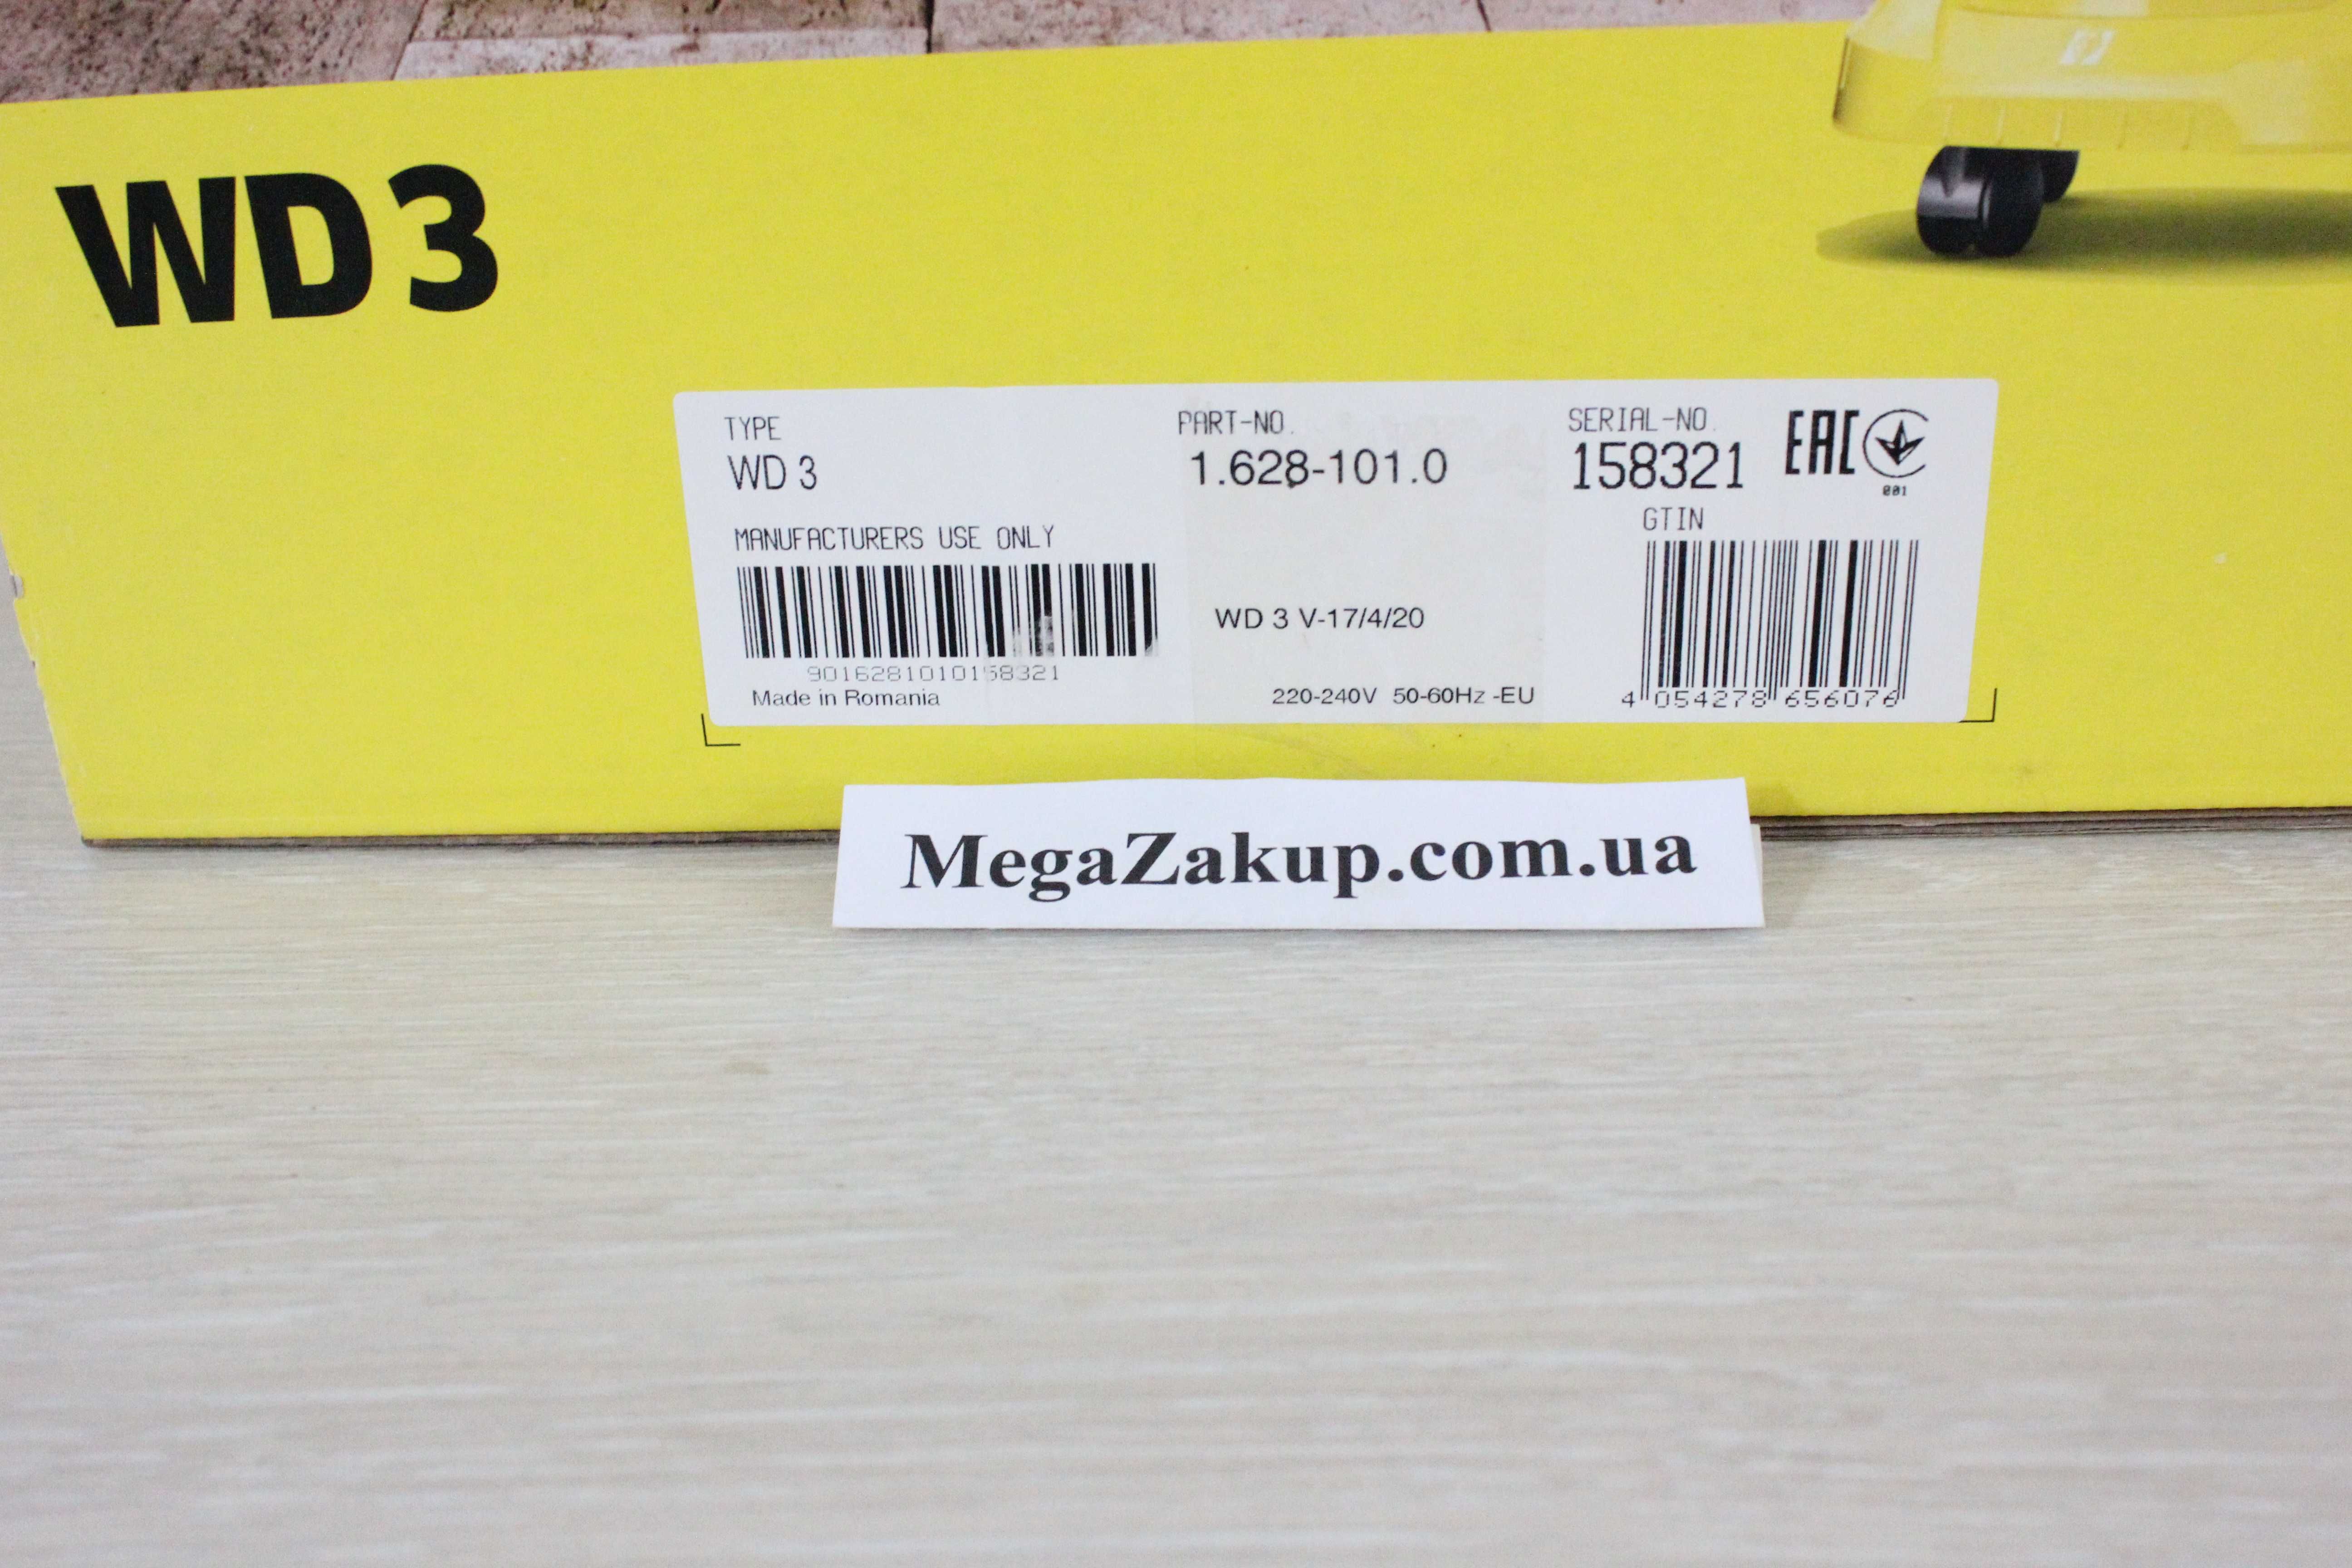 WD 3
TYPE
WD 3
PART-NO.
1.628-101.0
SERIAL-NO.
158321
EAC
001
MANUFACTURERS USE ONLY
9016281010158321
Made in Romania
WD 3 V-17/4/20
220-240V 50-60Hz -EU
GTIN
4 054278 656076
MegaZakup.com.ua